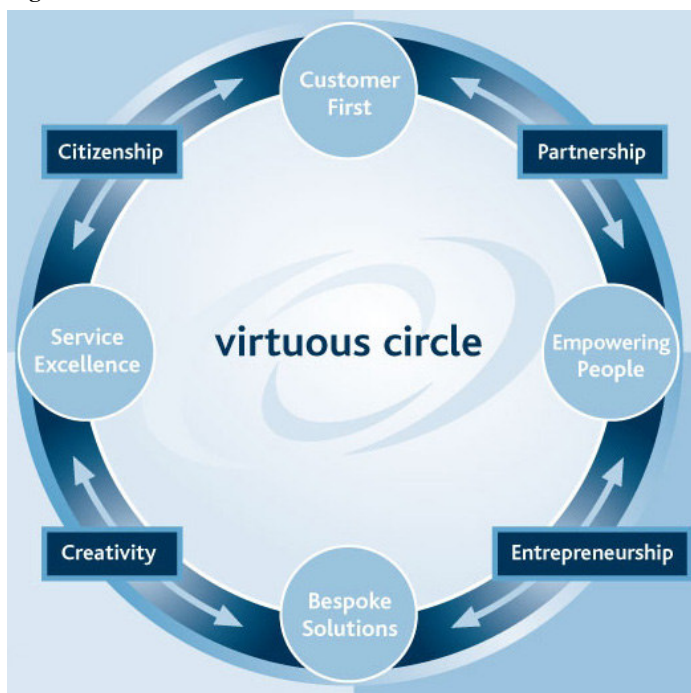 Customer
First
Citizenship
Partnership
Service
Excellence
virtuous circle
Empowering
People
Creativity
Entrepreneurship
Bespoke
Solutions